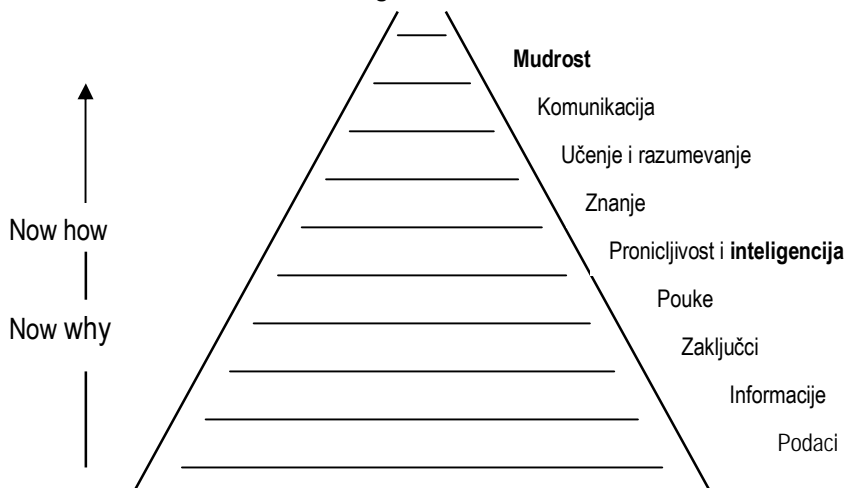 Mudrost
Komunikacija
Učenje i razumevanje
Znanje
Now how
Pronicljivost i inteligencija
Pouke
Now why
Zaključci
Informacije
Podaci